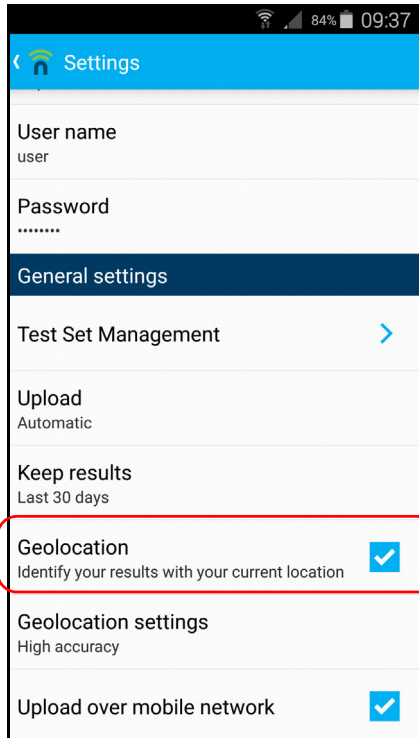 84% 09:37
Settings
User name
user
Password
••••••••
General settings
Test Set Management
Upload
Automatic
Keep results
Last 30 days
Geolocation
Identify your results with your current location
Geolocation settings
High accuracy
Upload over mobile network